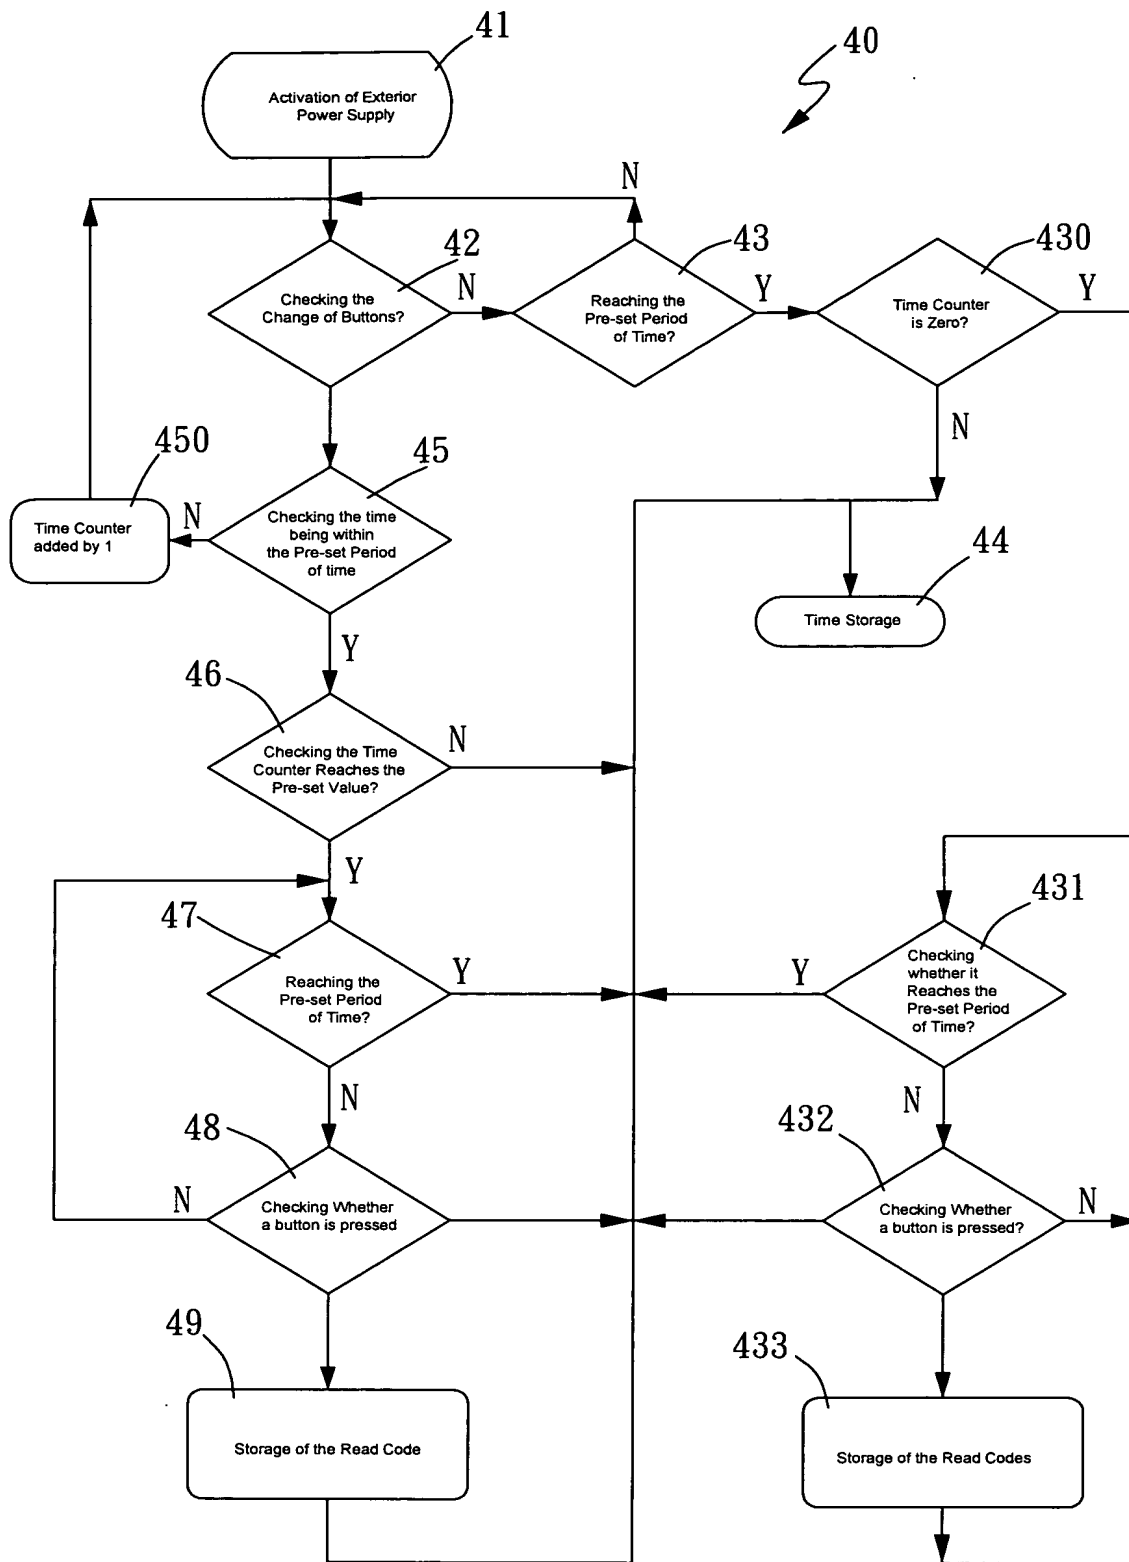 41
40
Activation of Exterior
Power Supply
N
42
43
430
Checking the
Change of Buttons?
N
Reaching the
Pre-set Period
of Time?
Y
Time Counter
is Zero?
Y
N
450
45
Time Counter
added by 1
N
Checking the time
being within
the Pre-set Period
of time
44
Time Storage
Y
46
Checking the Time
Counter Reaches the
Pre-set Value?
N
Y
47
431
Reaching the
Pre-set Period
of Time?
Y
Y
Checking
whether it
Reaches the
Pre-set Period
of Time?
N
N
48
432
N
Checking Whether
a button is pressed
Checking Whether
a button is pressed?
N
49
433
Storage of the Read Code
Storage of the Read Codes